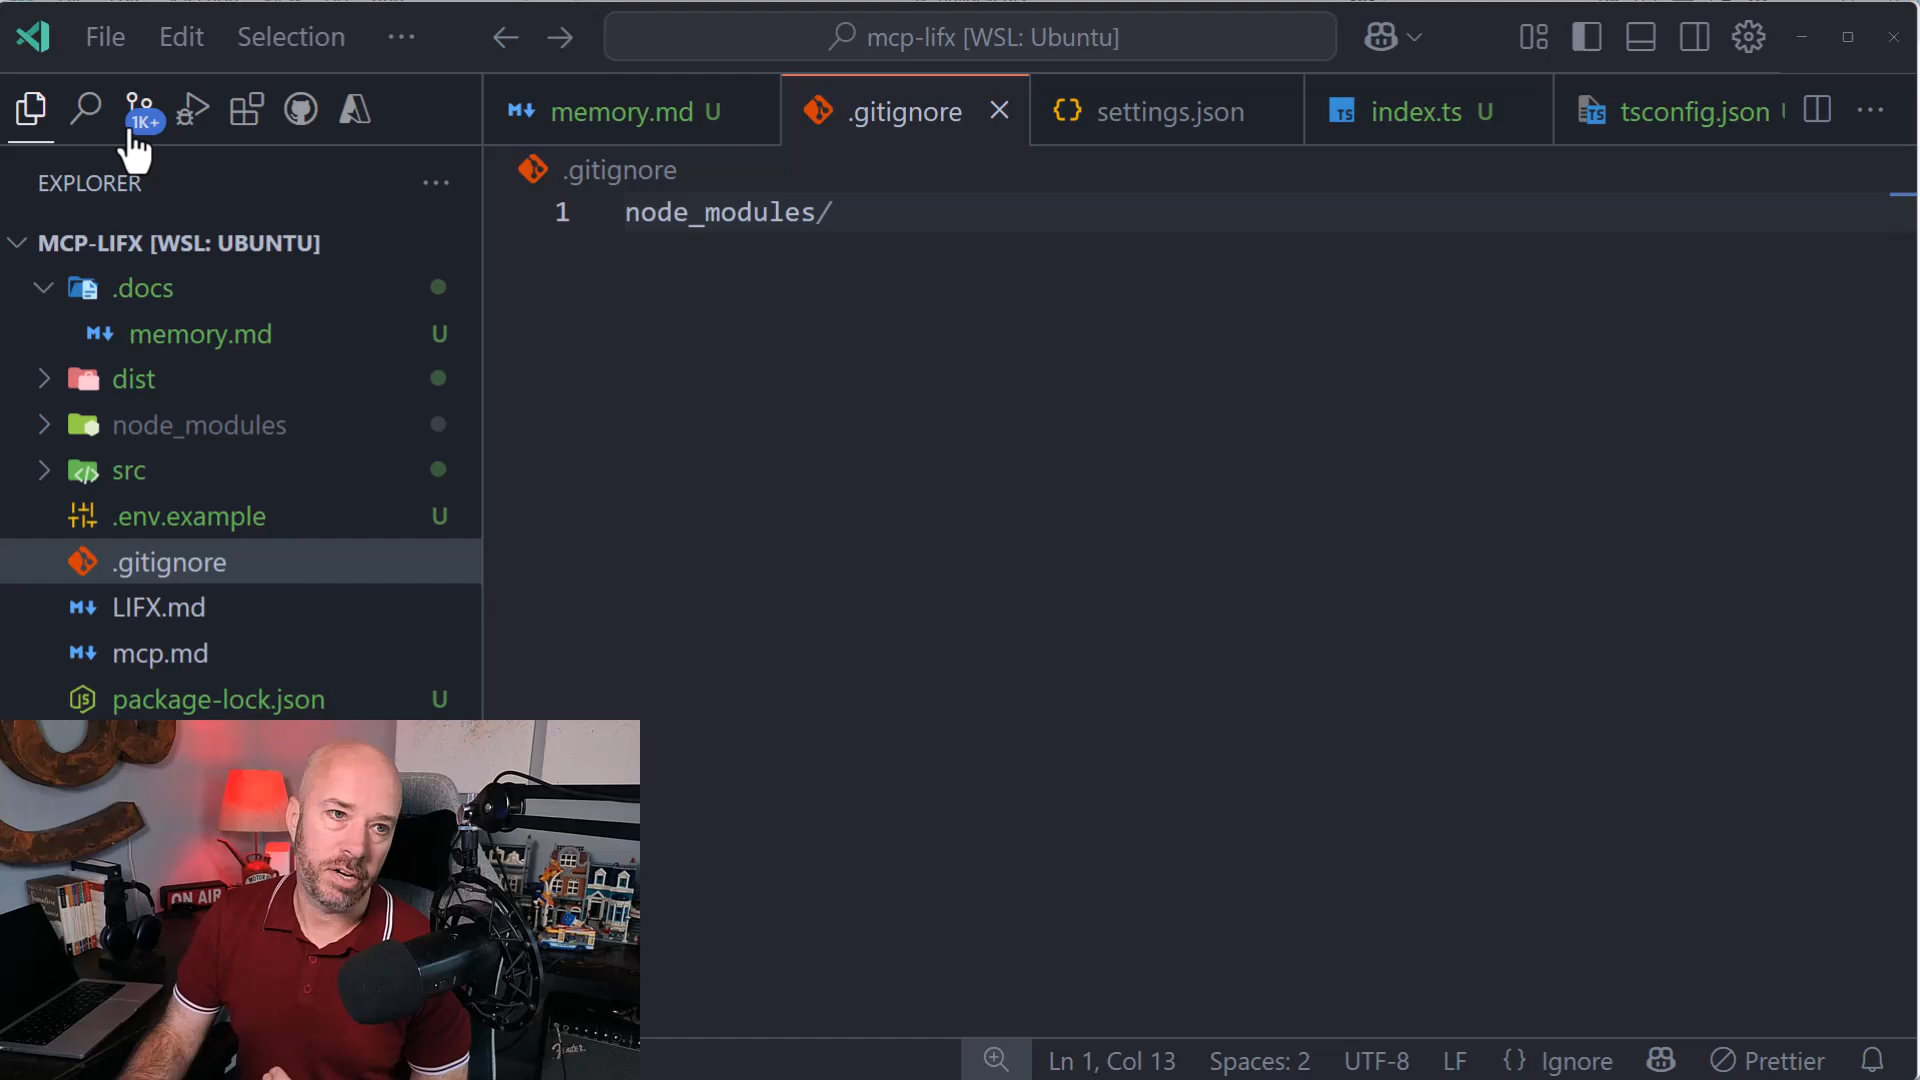 File Edit Selection ···
mcp-lifx [WSL: Ubuntu]
1K+
memory.md U
.gitignore
settings.json
index.ts U
tsconfig.json
EXPLORER
.gitignore
1 node_modules/
MCP-LIFX [WSL: UBUNTU]
.docs
memory.md U
dist
node_modules
src
.env.example U
.gitignore
LIFX.md
mcp.md
package-lock.json U
ON AIR
Fender
Ln 1, Col 13 Spaces: 2 UTF-8 LF {} Ignore Prettier